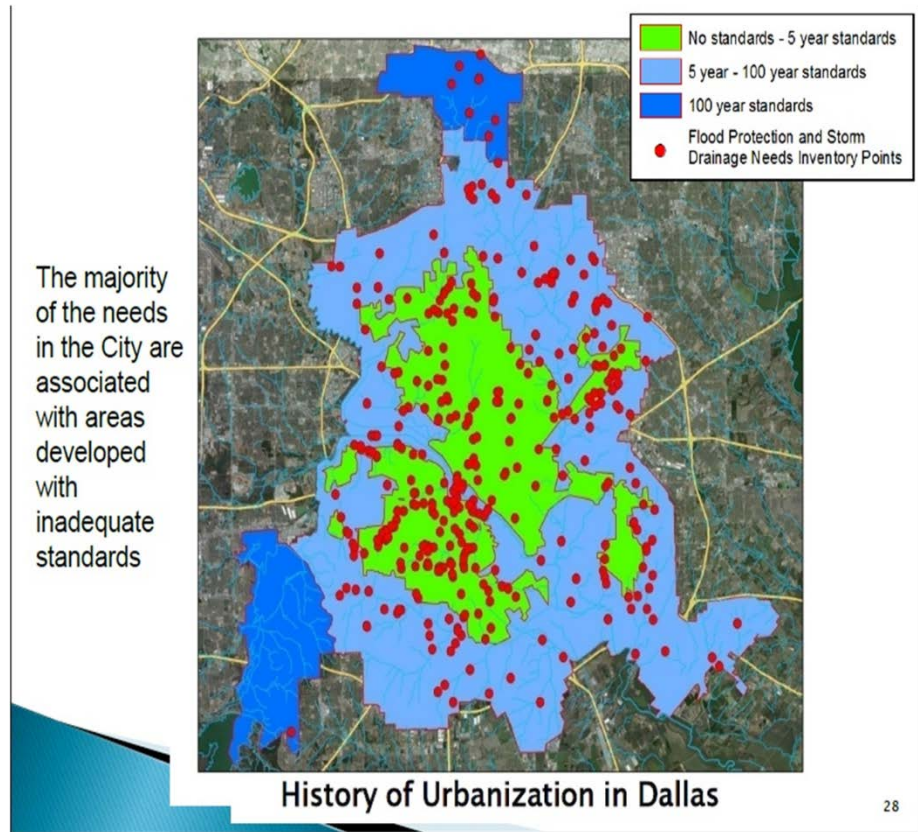 No standards - 5 year standards
5 year - 100 year standards
100 year standards
Flood Protection and Storm
Drainage Needs Inventory Points
The majority
of the needs
in the City are
associated
with areas
developed
with
inadequate
standards
History of Urbanization in Dallas
28